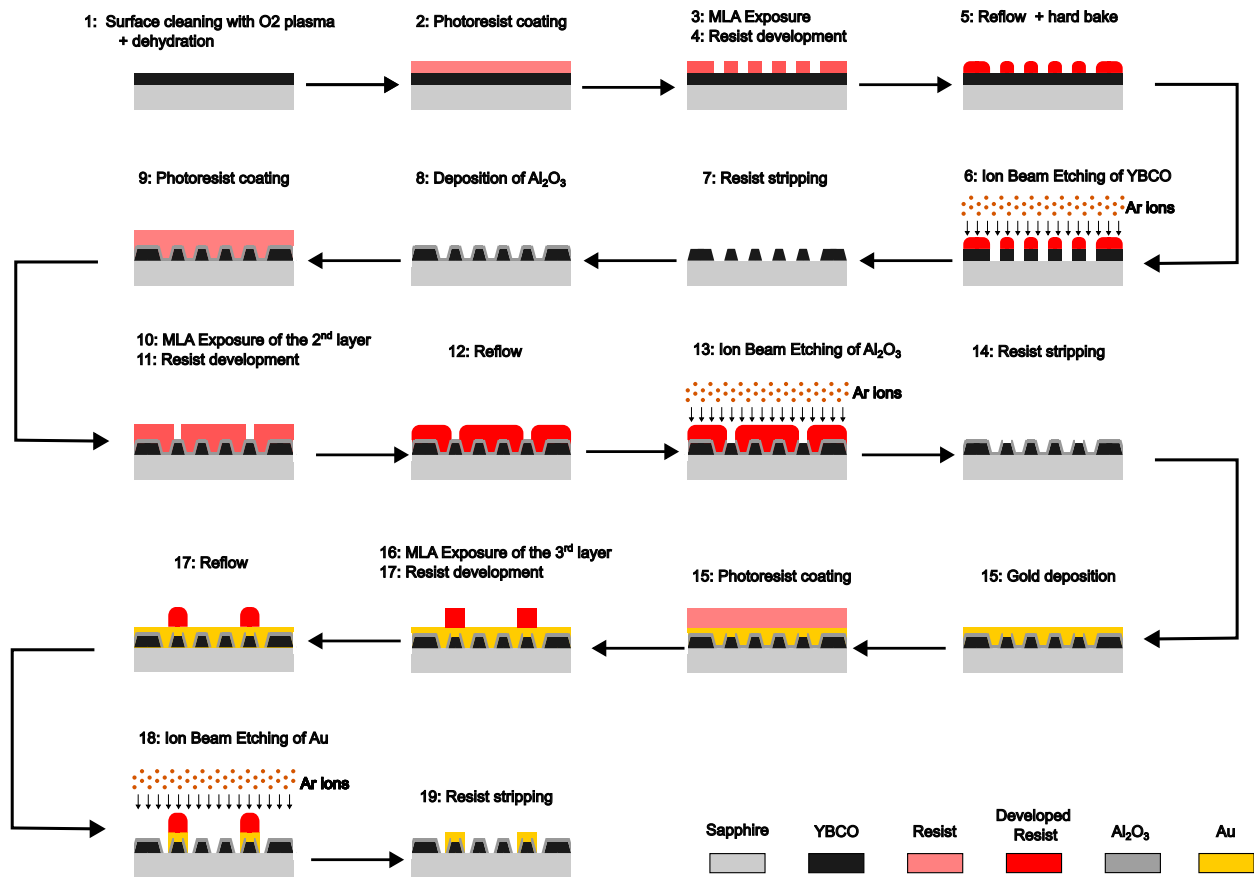 1: Surface cleaning with O2 plasma
+ dehydration
2: Photoresist coating
3: MLA Exposure
4: Resist development
5: Reflow + hard bake
9: Photoresist coating
8: Deposition of Al₂O₃
7: Resist stripping
6: Ion Beam Etching of YBCO
Ar ions
10: MLA Exposure of the 2ⁿᵈ layer
11: Resist development
12: Reflow
13: Ion Beam Etching of Al₂O₃
Ar ions
14: Resist stripping
17: Reflow
16: MLA Exposure of the 3ʳᵈ layer
17: Resist development
15: Photoresist coating
15: Gold deposition
18: Ion Beam Etching of Au
Ar ions
19: Resist stripping
Sapphire
YBCO
Resist
Developed
Resist
Al₂O₃
Au